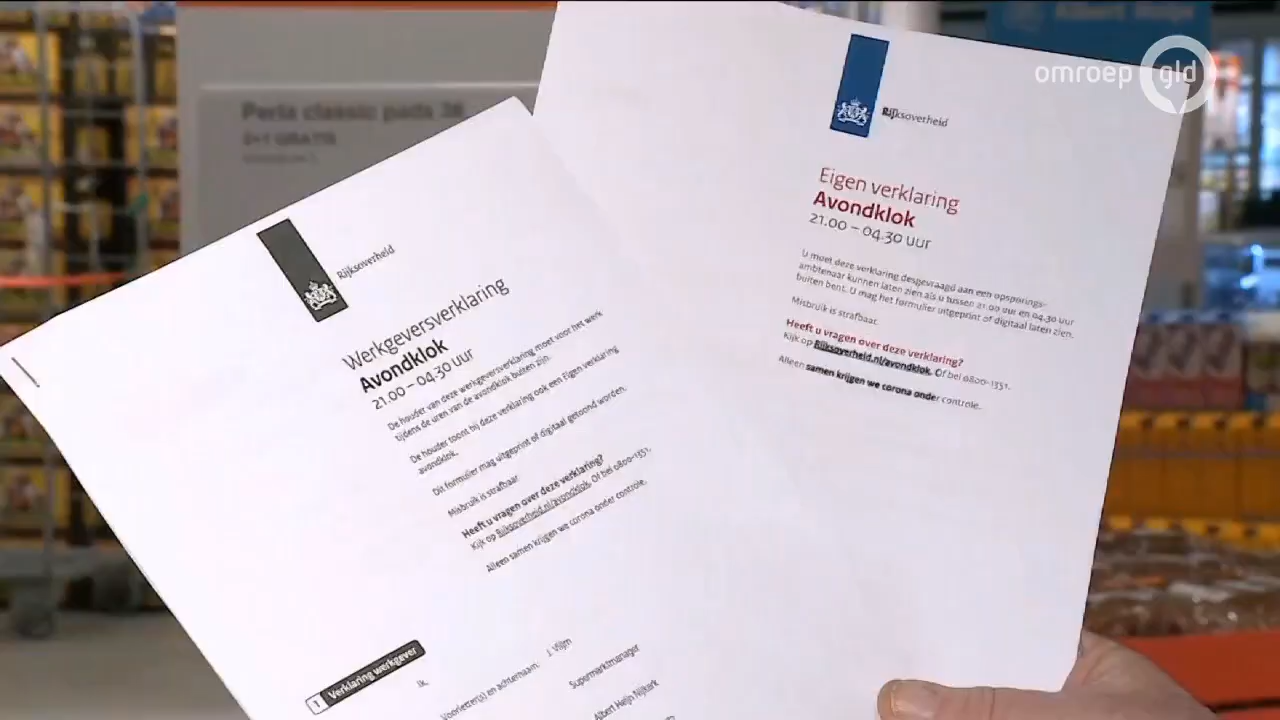 omroep gld
Perla classic pads 36
1+1 GRATIS
Rijksoverheid
Werkgeversverklaring
Avondklok
21.00 – 04.30 uur
De houder van deze werkgeversverklaring moet voor het werk
tijdens de uren van de avondklok buiten zijn.
De houder toont bij deze verklaring ook een Eigen verklaring
avondklok.
Dit formulier mag uitgeprint of digitaal getoond worden.
Misbruik is strafbaar.
Heeft u vragen over deze verklaring?
Kijk op Rijksoverheid.nl/avondklok. Of bel 0800-1351.
Alleen samen krijgen we corona onder controle.
1 Verklaring werkgever
Ik,
Voorletter(s) en achternaam: J. Vlijm
Supermarktmanager
Albert Heijn Nijkerk
Rijksoverheid
Eigen verklaring
Avondklok
21.00 – 04.30 uur
U moet deze verklaring desgevraagd aan een opsporings-
ambtenaar kunnen laten zien als u tussen 21.00 uur en 04.30 uur
buiten bent. U mag het formulier uitgeprint of digitaal laten zien.
Misbruik is strafbaar.
Heeft u vragen over deze verklaring?
Kijk op Rijksoverheid.nl/avondklok. Of bel 0800-1351.
Alleen samen krijgen we corona onder controle.